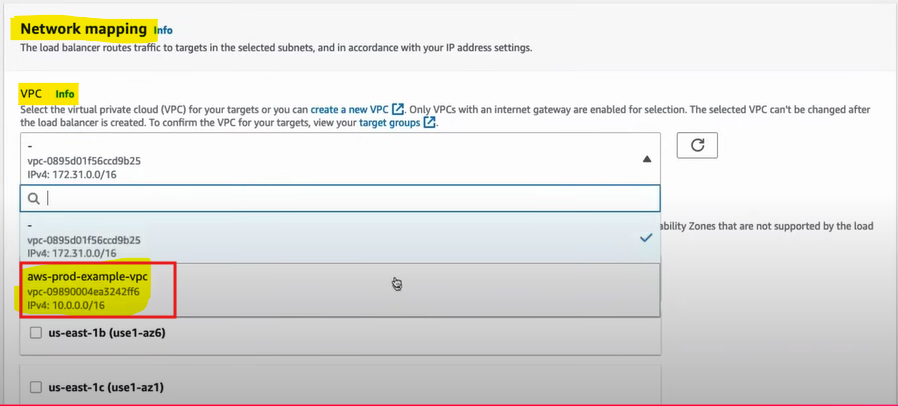 Network mapping Info
The load balancer routes traffic to targets in the selected subnets, and in accordance with your IP address settings.
VPC Info
Select the virtual private cloud (VPC) for your targets or you can create a new VPC. Only VPCs with an internet gateway are enabled for selection. The selected VPC can't be changed after
the load balancer is created. To confirm the VPC for your targets, view your target groups.
-
vpc-0895d01f56ccd9b25
IPv4: 172.31.0.0/16
-
vpc-0895d01f56ccd9b25
IPv4: 172.31.0.0/16
ability Zones that are not supported by the load
aws-prod-example-vpc
vpc-09890004ea3242ff6
IPv4: 10.0.0.0/16
us-east-1b (use1-az6)
us-east-1c (use1-az1)